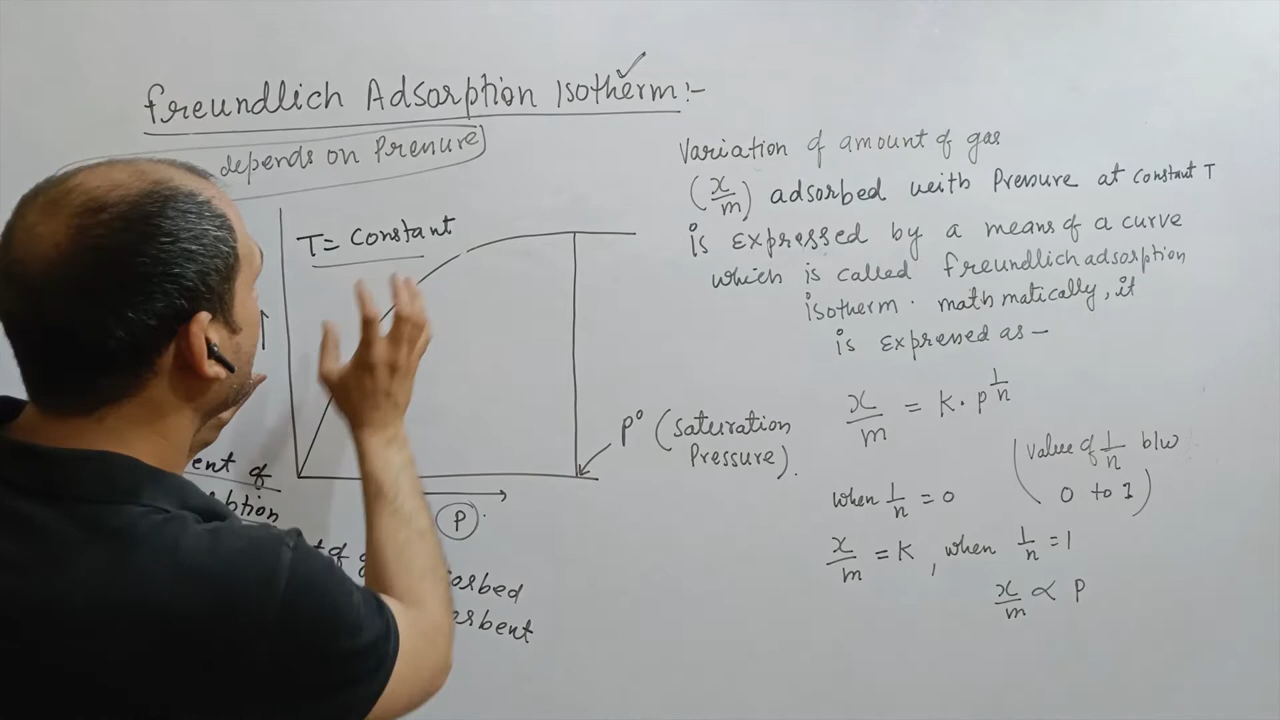 Freundlich Adsorption Isotherm :-
depends on Prenure
T = Constant
P
P° (Saturation
Pressure).
adsorbed
Variation of amount of gas
(x/m) adsorbed with Pressure at constant T
is expressed by a means of a curve
which is called freundlich adsorption
isotherm. mathmatically, it
is expressed as -
x/m = K. P^1/n
(Value of 1/n b/w
0 to 1)
when 1/n = 0
x/m = K, when 1/n = 1
x/m ∝ P